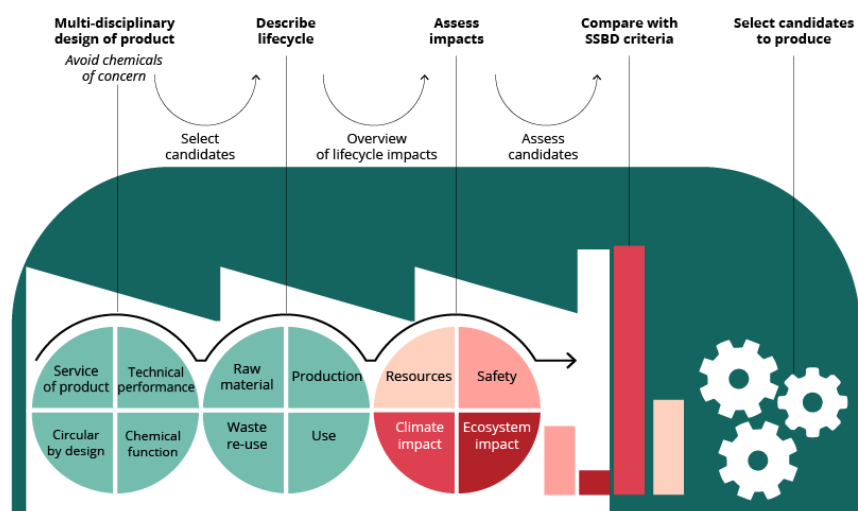 Multi-disciplinary
design of product
Avoid chemicals
of concern
Describe
lifecycle
Assess
impacts
Compare with
SSBD criteria
Select candidates
to produce
Select
candidates
Overview
of lifecycle impacts
Assess
candidates
Service
of product
Technical
performance
Circular
by design
Chemical
function
Raw
material
Production
Waste
re-use
Use
Resources
Safety
Climate
impact
Ecosystem
impact